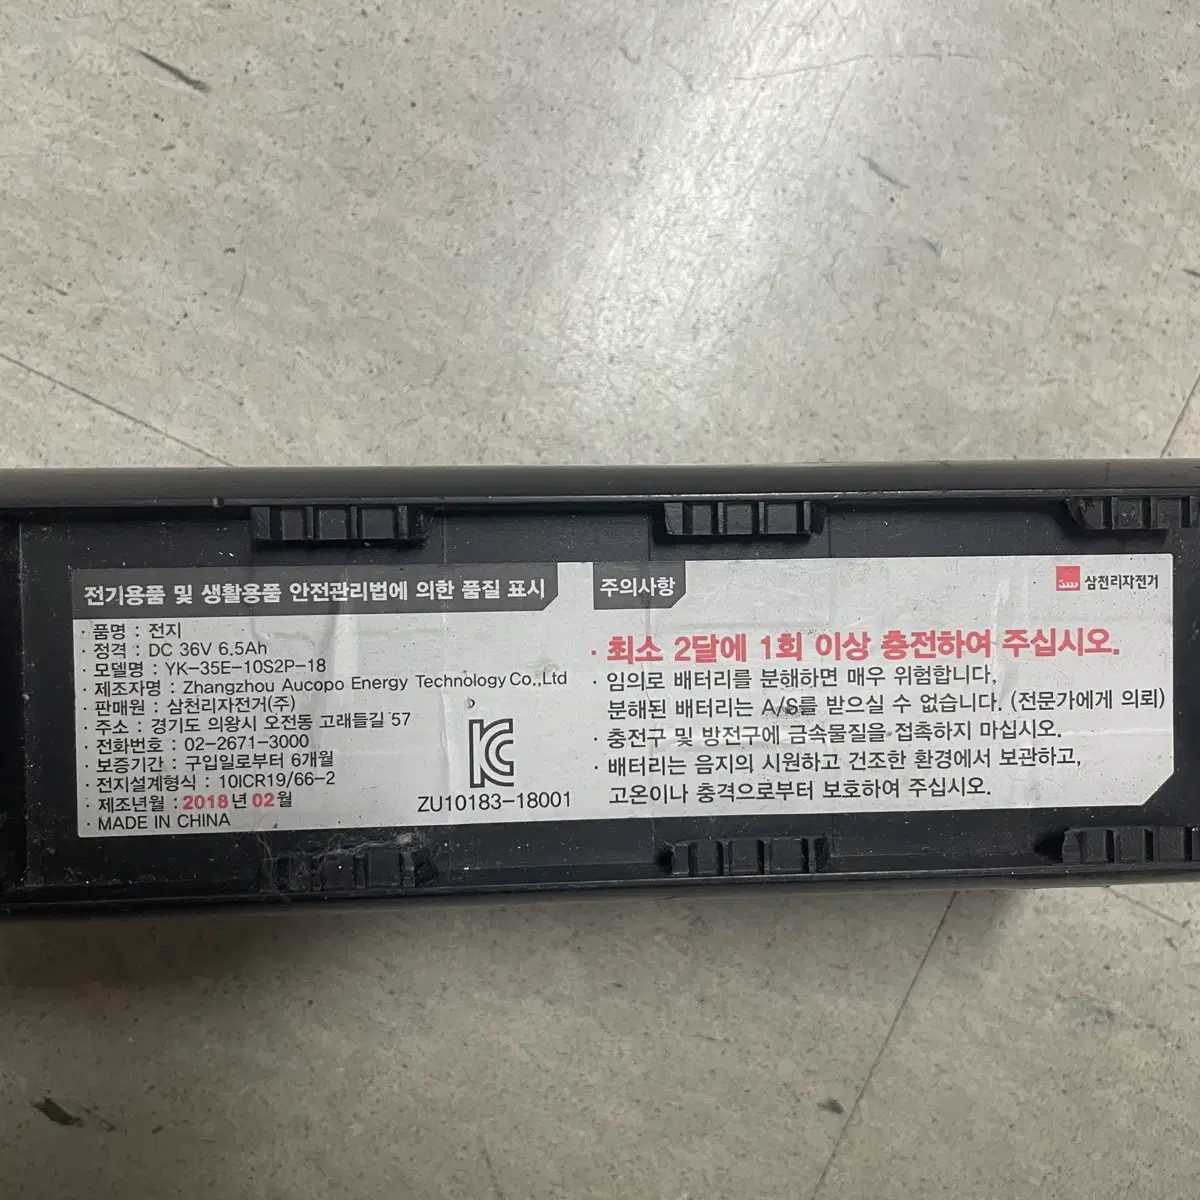 전기용품 및 생활용품 안전관리법에 의한 품질 표시
· 품명 : 전지
· 정격 : DC 36V 6.5Ah
· 모델명 : YK-35E-10S2P-18
· 제조자명 : Zhangzhou Aucopo Energy Technology Co.,Ltd
· 판매원 : 삼천리자전거(주)
· 주소 : 경기도 의왕시 오전동 고래들길 57
· 전화번호 : 02-2671-3000
· 보증기간 : 구입일로부터 6개월
· 전지설계형식 : 10ICR19/66-2
· 제조년월 : 2018년 02월
· MADE IN CHINA
ZU10183-18001
주의사항
삼천리자전거
· 최소 2달에 1회 이상 충전하여 주십시오.
· 임의로 배터리를 분해하면 매우 위험합니다,
분해된 배터리는 A/S를 받으실 수 없습니다. (전문가에게 의뢰)
· 충전구 및 방전구에 금속물질을 접촉하지 마십시오.
· 배터리는 음지의 시원하고 건조한 환경에서 보관하고,
고온이나 충격으로부터 보호하여 주십시오.